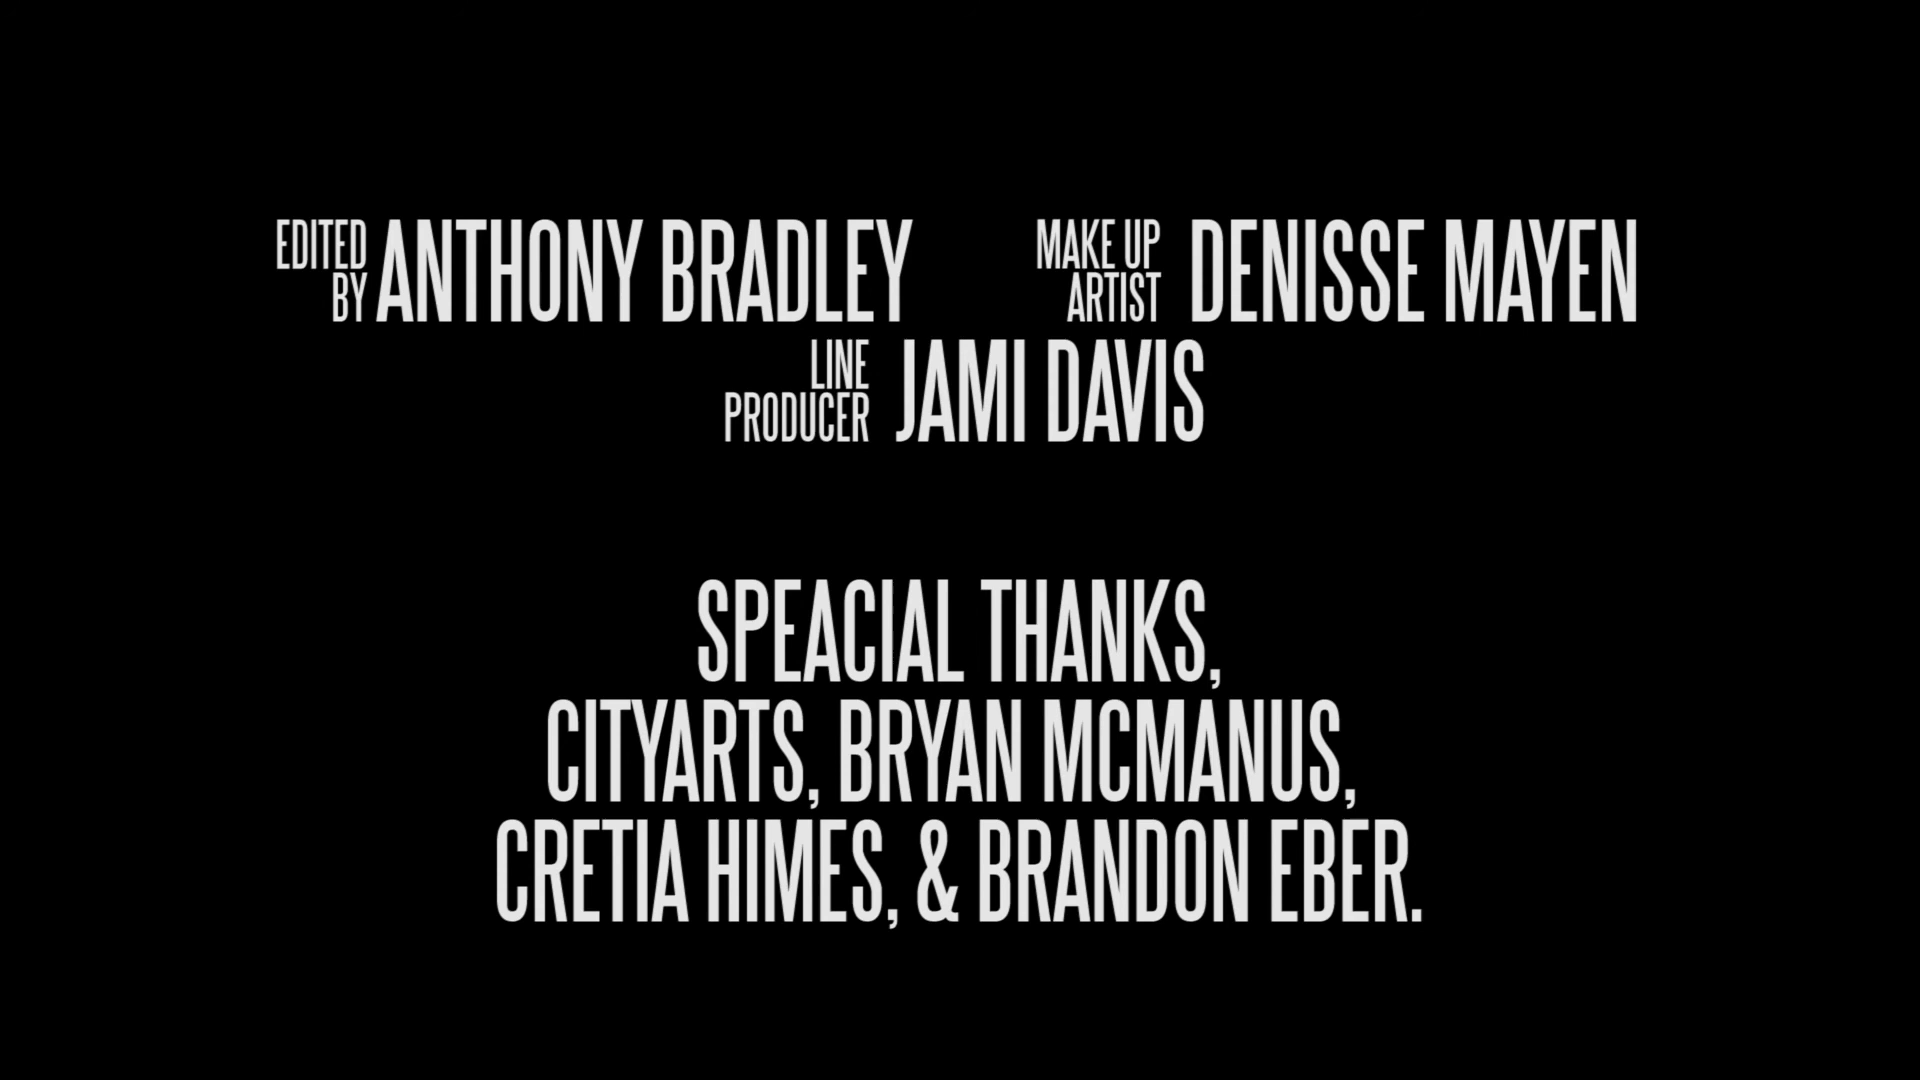 EDITED BY ANTHONY BRADLEY MAKE UP ARTIST DENISSE MAYEN
LINE PRODUCER JAMI DAVIS
SPEACIAL THANKS,
CITYARTS, BRYAN MCMANUS,
CRETIA HIMES, & BRANDON EBER.